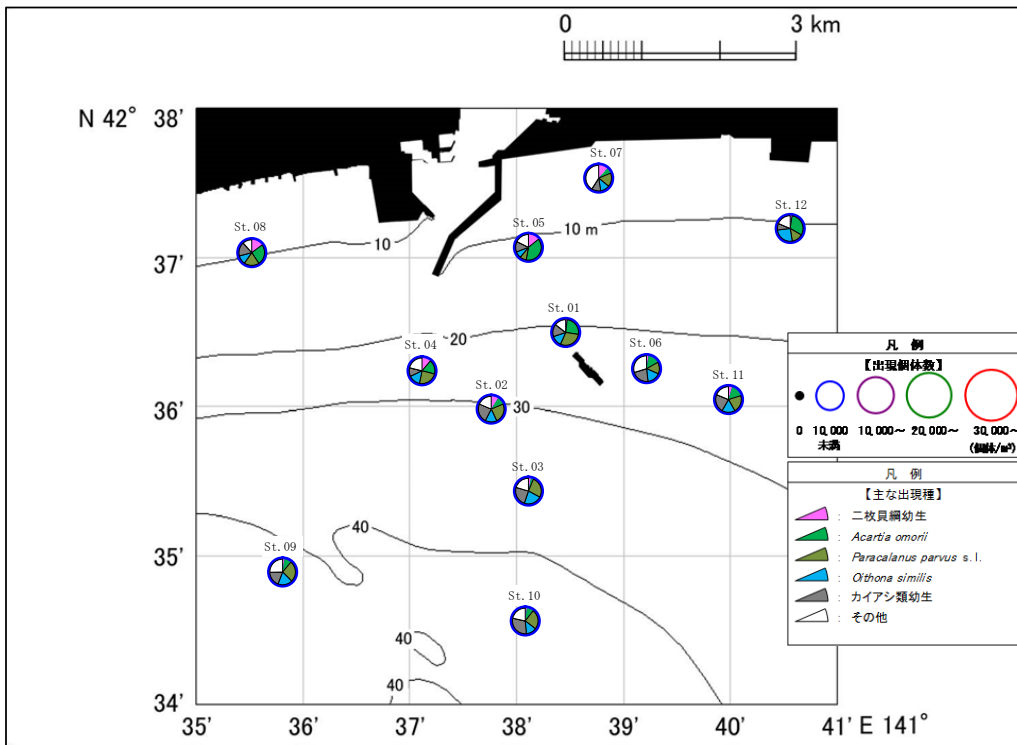 0 3 km
N 42° 38'
St.07
St.12
St.08
St.05
10 m
10
37'
St.01
20
St.04
St.06
St.02
St.11
36'
30
St.03
40
St.09
35'
St.10
40
40
34'
35' 36' 37' 38' 39' 40' 41' E 141°
凡 例
【出現個体数】
0 10,000未満 10,000～ 20,000～ 30,000～
(個体/m³)
凡 例
【主な出現種】
： 二枚貝綱幼生
： Acartia omorii
： Paracalanus parvus s.l.
： Oithona similis
： カイアシ類幼生
： その他